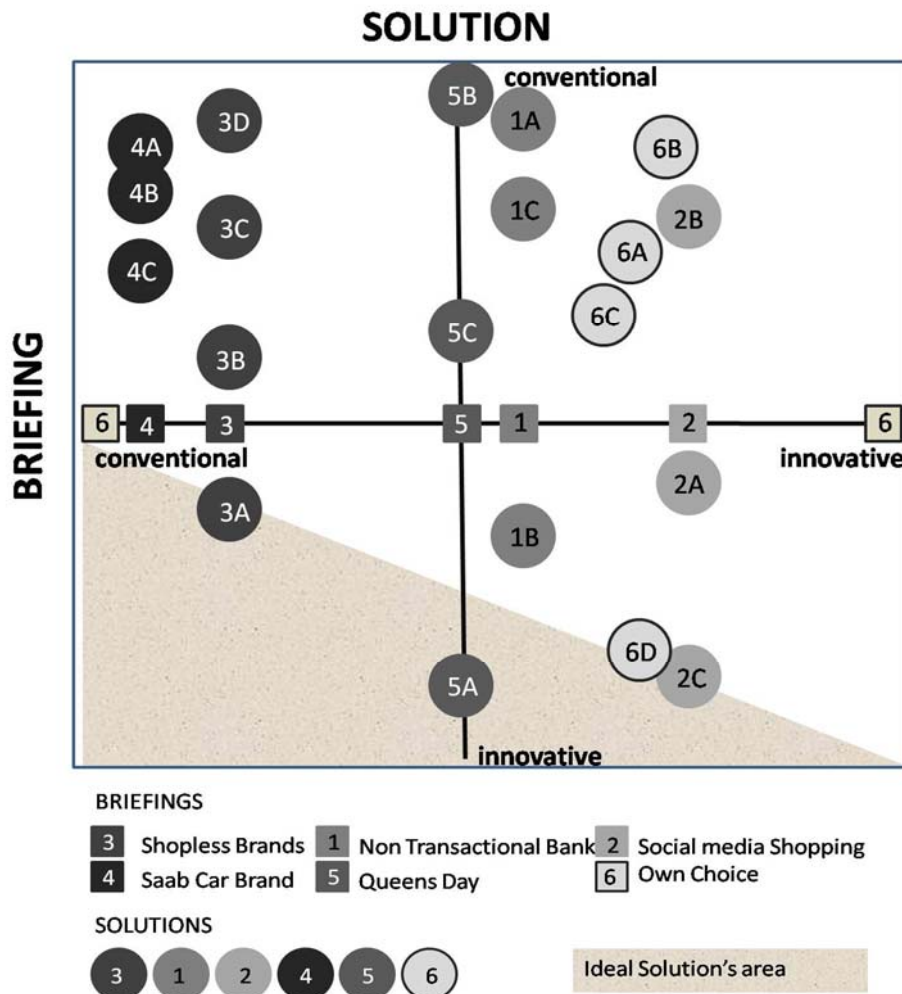 SOLUTION
conventional
5B
1A
3D
4A
6B
4B
1C
2B
3C
6A
4C
6C
5C
3B
BRIEFING
6 4 3 5 1 2 6
conventional
innovative
2A
3A
1B
6D
2C
5A
innovative
BRIEFINGS
3 Shopless Brands 1 Non Transactional Bank 2 Social media Shopping
4 Saab Car Brand 5 Queens Day 6 Own Choice
SOLUTIONS
3 1 2 4 5 6
Ideal Solution's area